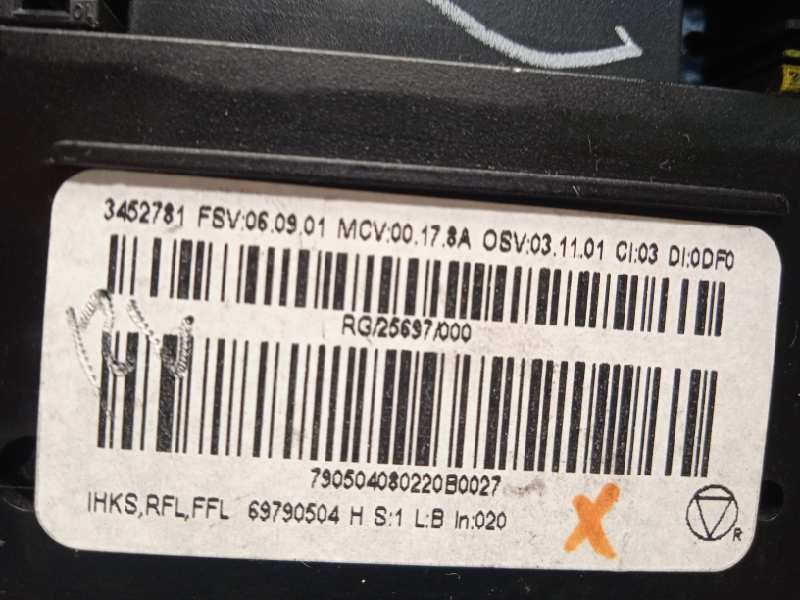 3452781 FSV:06.09.01 MCV:00.17.8A OSV:03.11.01 CI:03 DI:0DF0
RG/25697/000
790504080220B0027
IHKS,RFL,FFL 69790504 H S:1 L:B In:020
R